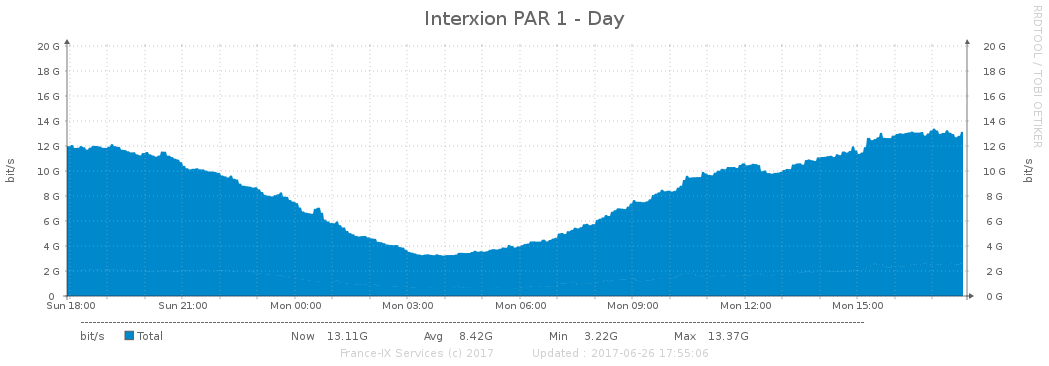 Interxion PAR 1 - Day
RRDTOOL / TOBI OETIKER
bit/s
bit/s
20 G 20 G
18 G 18 G
16 G 16 G
14 G 14 G
12 G 12 G
10 G 10 G
8 G 8 G
6 G 6 G
4 G 4 G
2 G 2 G
0 0 G
Sun 18:00 Sun 21:00 Mon 00:00 Mon 03:00 Mon 06:00 Mon 09:00 Mon 12:00 Mon 15:00
bit/s Total Now 13.11G Avg 8.42G Min 3.22G Max 13.37G
France-IX Services (c) 2017 Updated : 2017-06-26 17:55:06